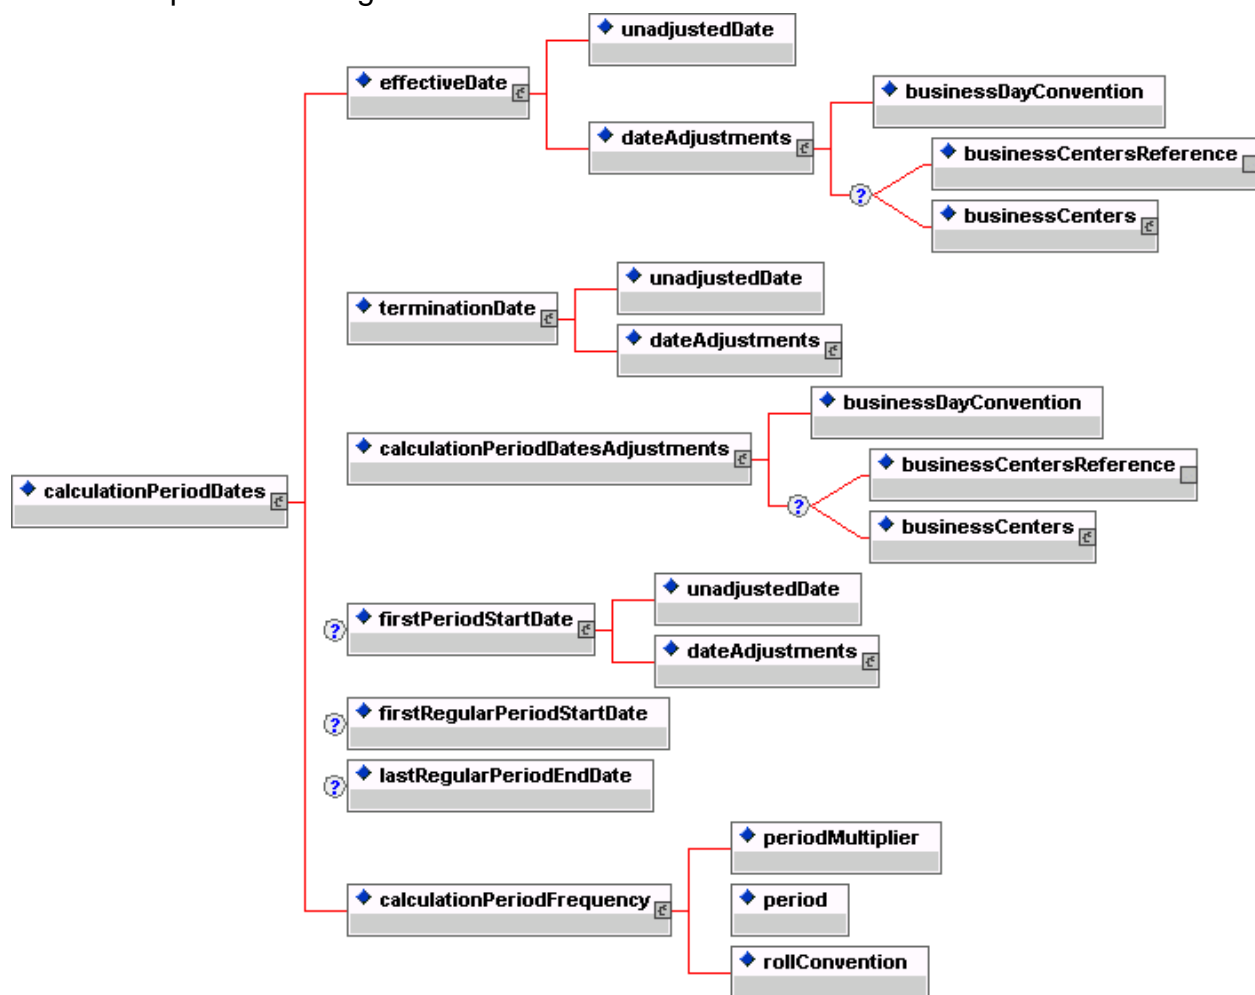 unadjustedDate
effectiveDate
businessDayConvention
dateAdjustments
businessCentersReference
?
businessCenters
unadjustedDate
terminationDate
dateAdjustments
businessDayConvention
calculationPeriodDatesAdjustments
businessCentersReference
calculationPeriodDates
?
businessCenters
unadjustedDate
? firstPeriodStartDate
dateAdjustments
? firstRegularPeriodStartDate
? lastRegularPeriodEndDate
periodMultiplier
calculationPeriodFrequency
period
rollConvention